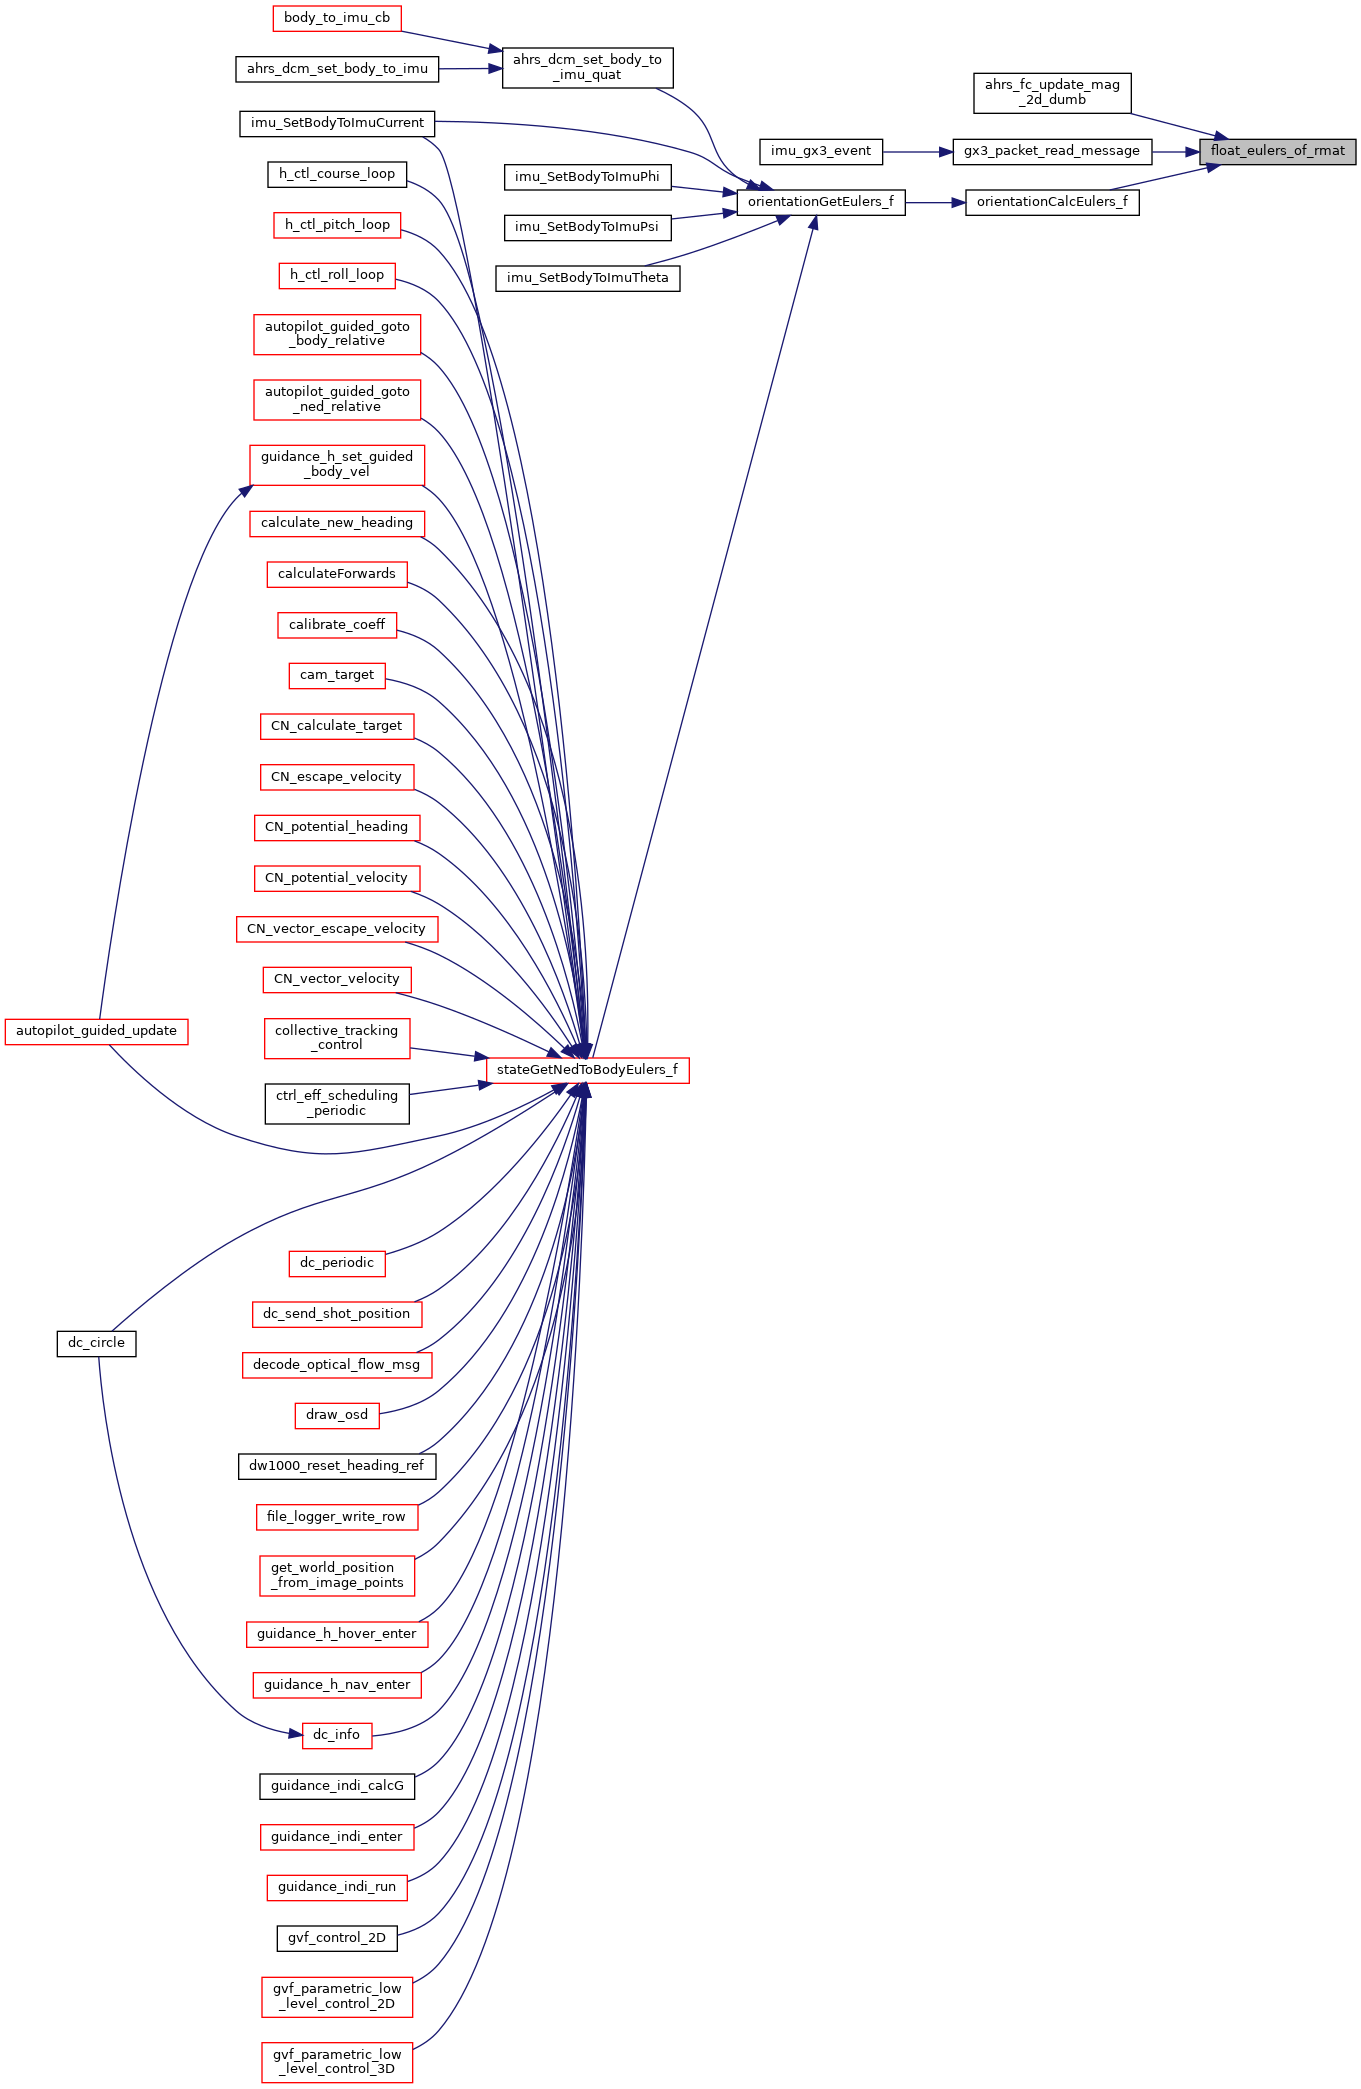 body_to_imu_cb
ahrs_dcm_set_body_to_imu
ahrs_dcm_set_body_to
_imu_quat
ahrs_fc_update_mag
_2d_dumb
imu_SetBodyToImuCurrent
imu_gx3_event
gx3_packet_read_message
float_eulers_of_rmat
h_ctl_course_loop
imu_SetBodyToImuPhi
orientationGetEulers_f
orientationCalcEulers_f
h_ctl_pitch_loop
imu_SetBodyToImuPsi
h_ctl_roll_loop
imu_SetBodyToImuTheta
autopilot_guided_goto
_body_relative
autopilot_guided_goto
_ned_relative
guidance_h_set_guided
_body_vel
calculate_new_heading
calculateForwards
calibrate_coeff
cam_target
CN_calculate_target
CN_escape_velocity
CN_potential_heading
CN_potential_velocity
CN_vector_escape_velocity
CN_vector_velocity
autopilot_guided_update
collective_tracking
_control
stateGetNedToBodyEulers_f
ctrl_eff_scheduling
_periodic
dc_periodic
dc_send_shot_position
dc_circle
decode_optical_flow_msg
draw_osd
dw1000_reset_heading_ref
file_logger_write_row
get_world_position
_from_image_points
guidance_h_hover_enter
guidance_h_nav_enter
dc_info
guidance_indi_calcG
guidance_indi_enter
guidance_indi_run
gvf_control_2D
gvf_parametric_low
_level_control_2D
gvf_parametric_low
_level_control_3D